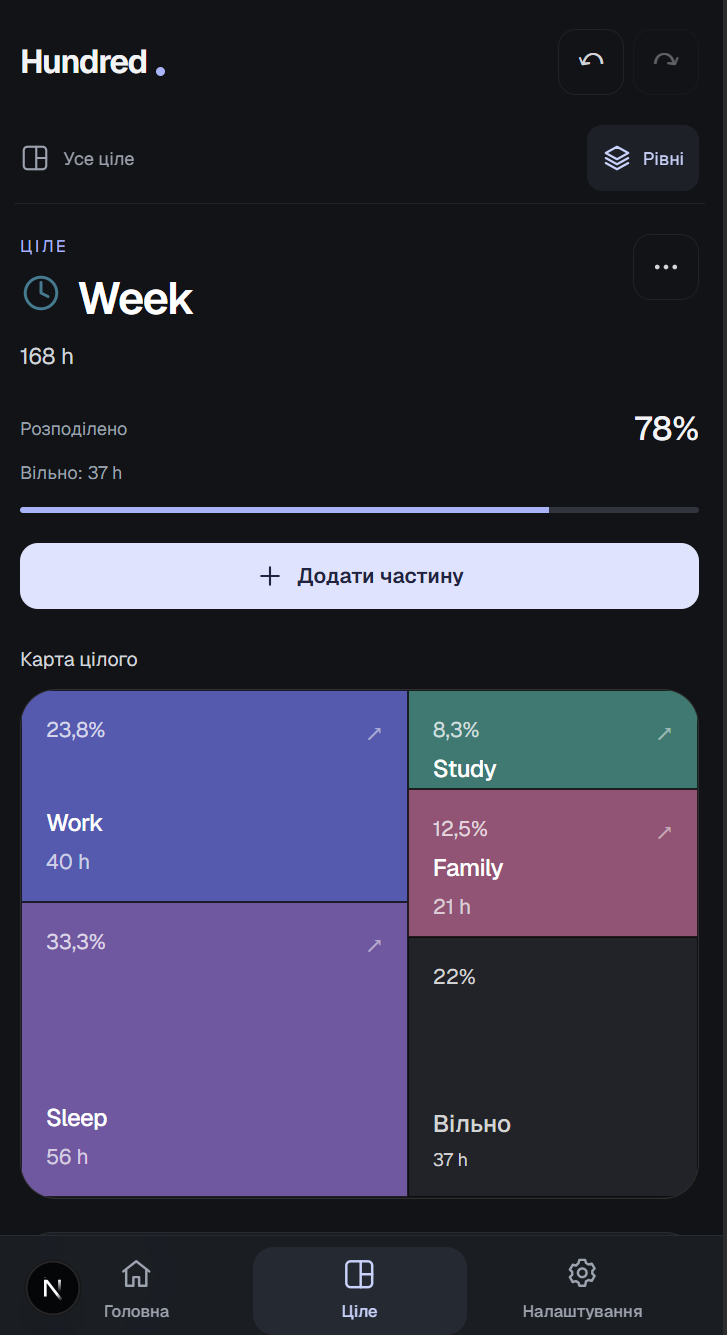 Hundred.
Усе ціле
Рівні
ЦІЛЕ
Week
168 h
Розподілено
78%
Вільно: 37 h
Додати частину
Карта цілого
23,8%
Work
40 h
8,3%
Study
12,5%
Family
21 h
33,3%
Sleep
56 h
22%
Вільно
37 h
N
Головна
Ціле
Налаштування